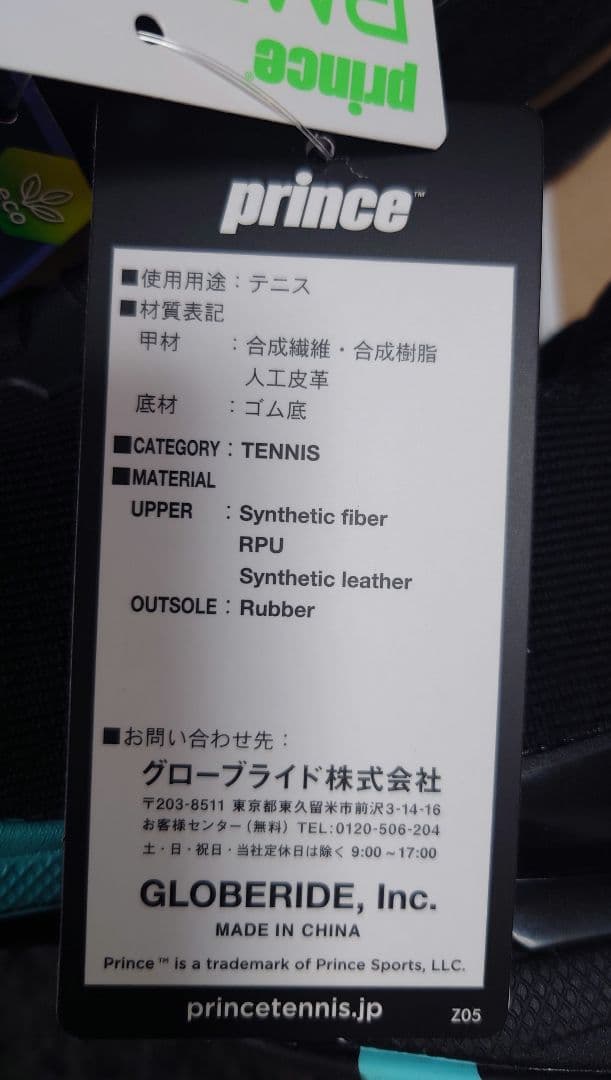 prince®
eco
prince™
■使用用途：テニス
■材質表記
甲材 ：合成繊維・合成樹脂
人工皮革
底材 ：ゴム底
■CATEGORY：TENNIS
■MATERIAL
UPPER ：Synthetic fiber
RPU
Synthetic leather
OUTSOLE：Rubber
■お問い合わせ先：
グローブライド株式会社
〒203-8511 東京都東久留米市前沢3-14-16
お客様センター(無料) TEL:0120-506-204
土・日・祝日・当社定休日は除く 9:00~17:00
GLOBERIDE, Inc.
MADE IN CHINA
Prince™ is a trademark of Prince Sports, LLC.
princetennis.jp
Z05